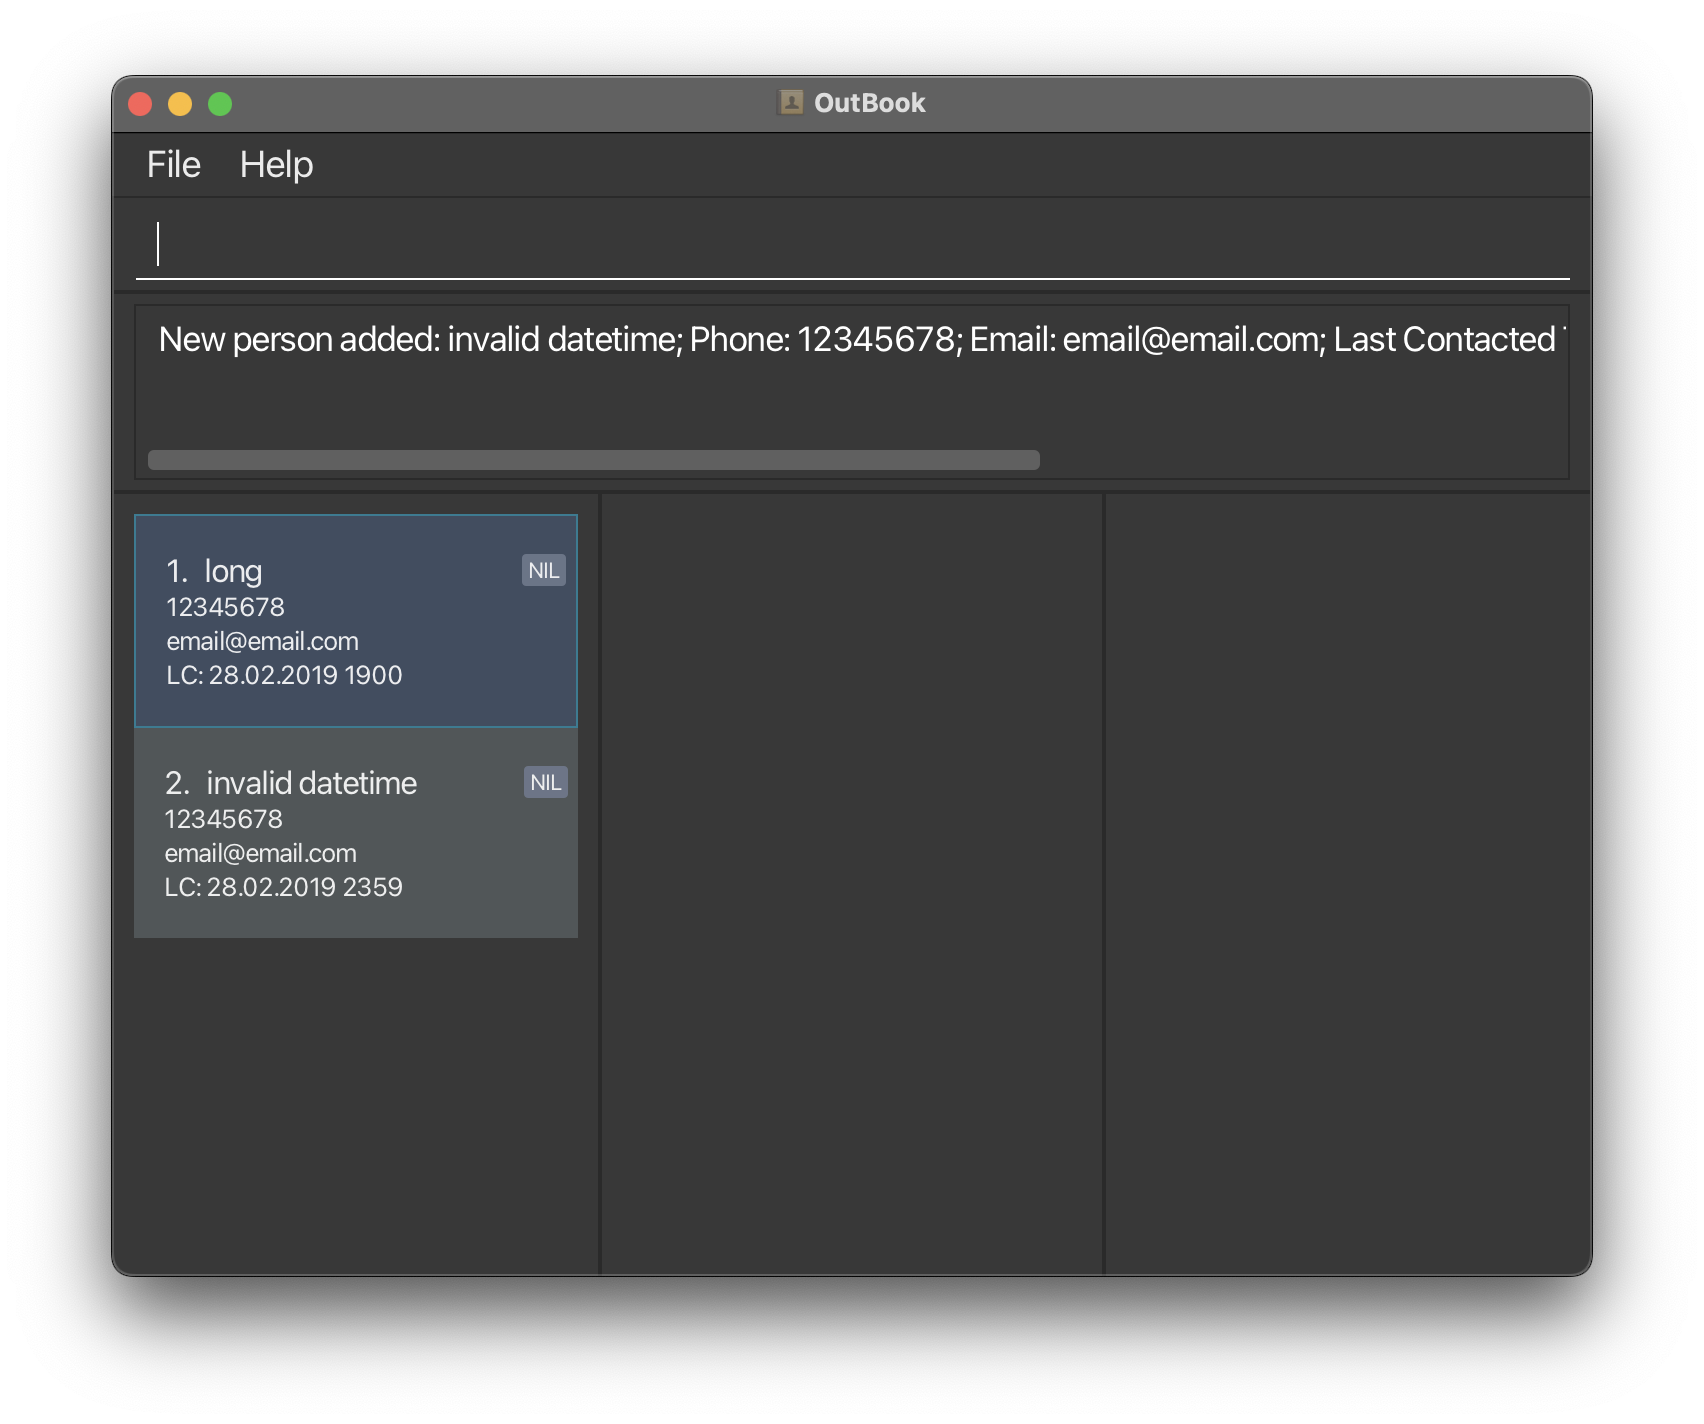 OutBook
File Help
New person added: invalid datetime; Phone: 12345678; Email: email@email.com; Last Contacted
1. long NIL
12345678
email@email.com
LC: 28.02.2019 1900
2. invalid datetime NIL
12345678
email@email.com
LC: 28.02.2019 2359